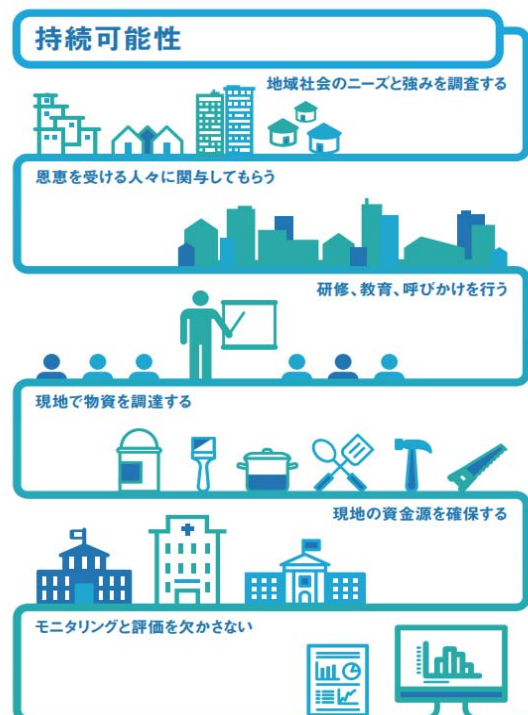 持続可能性
地域社会のニーズと強みを調査する
恩恵を受ける人々に関与してもらう
研修、教育、呼びかけを行う
現地で物資を調達する
現地の資金源を確保する
モニタリングと評価を欠かさない